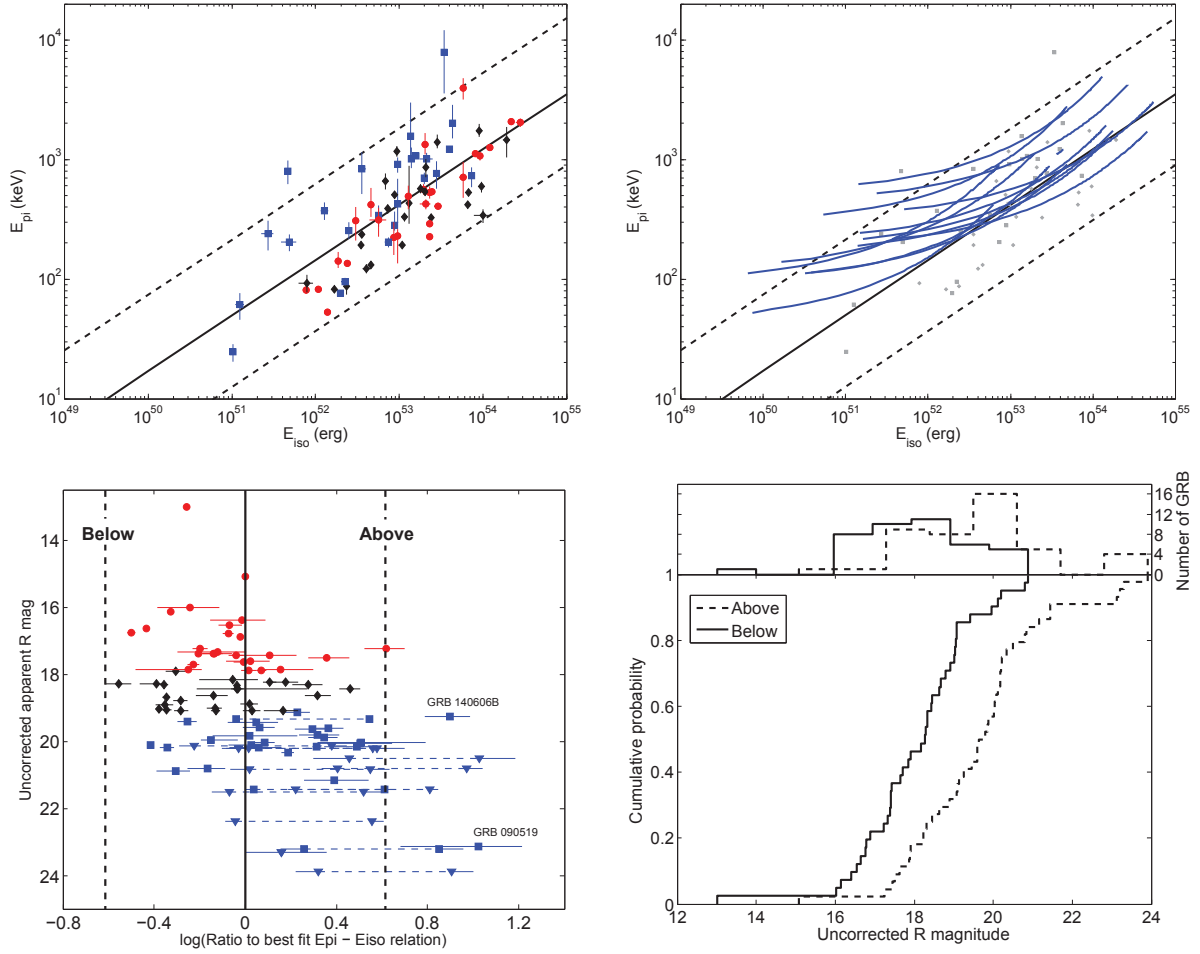 10^4
10^3
10^2
10^1
E_pi (keV)
10^49 10^50 10^51 10^52 10^53 10^54 10^55
E_iso (erg)
10^4
10^3
10^2
10^1
E_pi (keV)
10^49 10^50 10^51 10^52 10^53 10^54 10^55
E_iso (erg)
Below
Above
GRB 140606B
GRB 090519
14
16
18
20
22
24
Uncorrected apparent R mag
−0.8 −0.4 0 0.4 0.8 1.2
log(Ratio to best fit Epi − Eiso relation)
16
12
8
4
0
Number of GRB
Above
Below
1
0.8
0.6
0.4
0.2
0
Cumulative probability
12 14 16 18 20 22 24
Uncorrected R magnitude